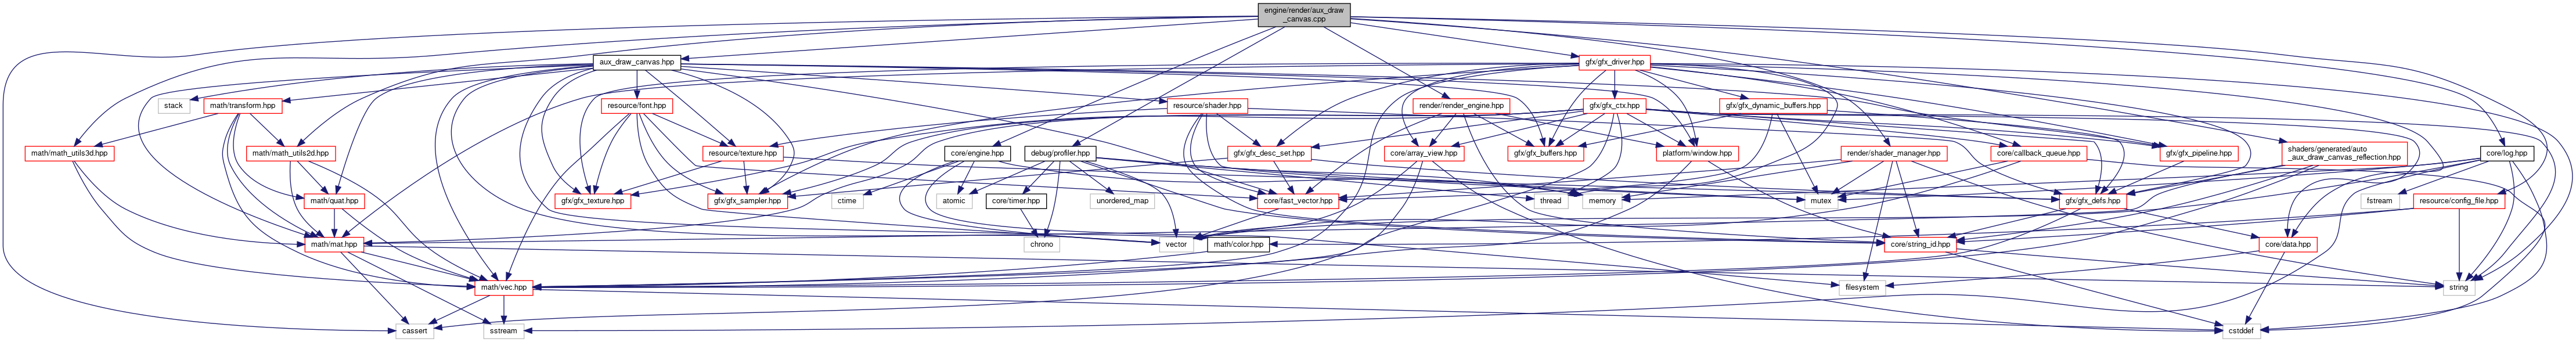 engine/render/aux_draw
_canvas.cpp
aux_draw_canvas.hpp
gfx/gfx_driver.hpp
stack
math/transform.hpp
resource/font.hpp
resource/shader.hpp
render/render_engine.hpp
gfx/gfx_ctx.hpp
gfx/gfx_dynamic_buffers.hpp
math/math_utils3d.hpp
math/math_utils2d.hpp
resource/texture.hpp
core/engine.hpp
debug/profiler.hpp
gfx/gfx_desc_set.hpp
core/array_view.hpp
gfx/gfx_buffers.hpp
platform/window.hpp
render/shader_manager.hpp
core/callback_queue.hpp
gfx/gfx_pipeline.hpp
shaders/generated/auto
_aux_draw_canvas_reflection.hpp
core/log.hpp
math/quat.hpp
gfx/gfx_texture.hpp
gfx/gfx_sampler.hpp
ctime
atomic
core/timer.hpp
unordered_map
core/fast_vector.hpp
thread
memory
mutex
gfx/gfx_defs.hpp
fstream
resource/config_file.hpp
math/mat.hpp
chrono
vector
math/color.hpp
core/string_id.hpp
core/data.hpp
math/vec.hpp
filesystem
string
cassert
sstream
cstddef